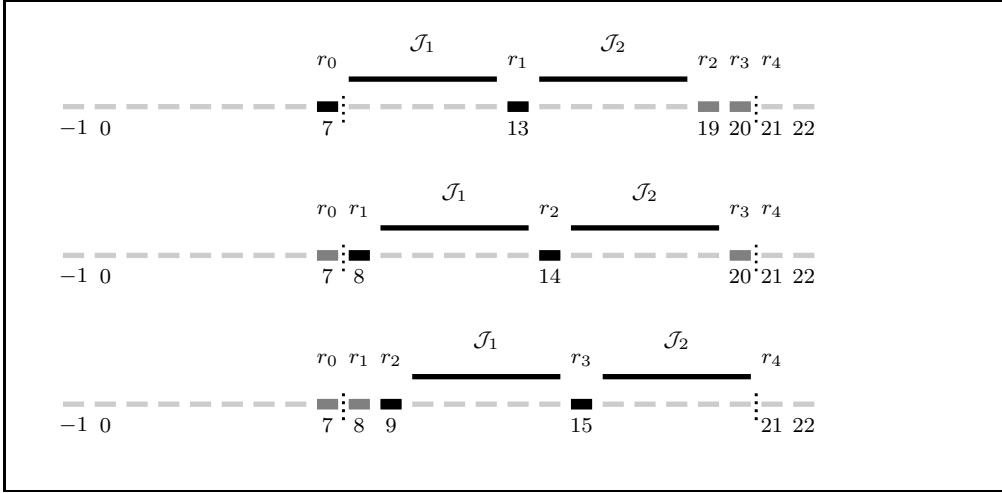 𝒥₁ 𝒥₂
r₀ r₁ r₂ r₃ r₄
−1 0 7 13 19 20 21 22
𝒥₁ 𝒥₂
r₀ r₁ r₂ r₃ r₄
−1 0 7 8 14 20 21 22
𝒥₁ 𝒥₂
r₀ r₁ r₂ r₃ r₄
−1 0 7 8 9 15 21 22